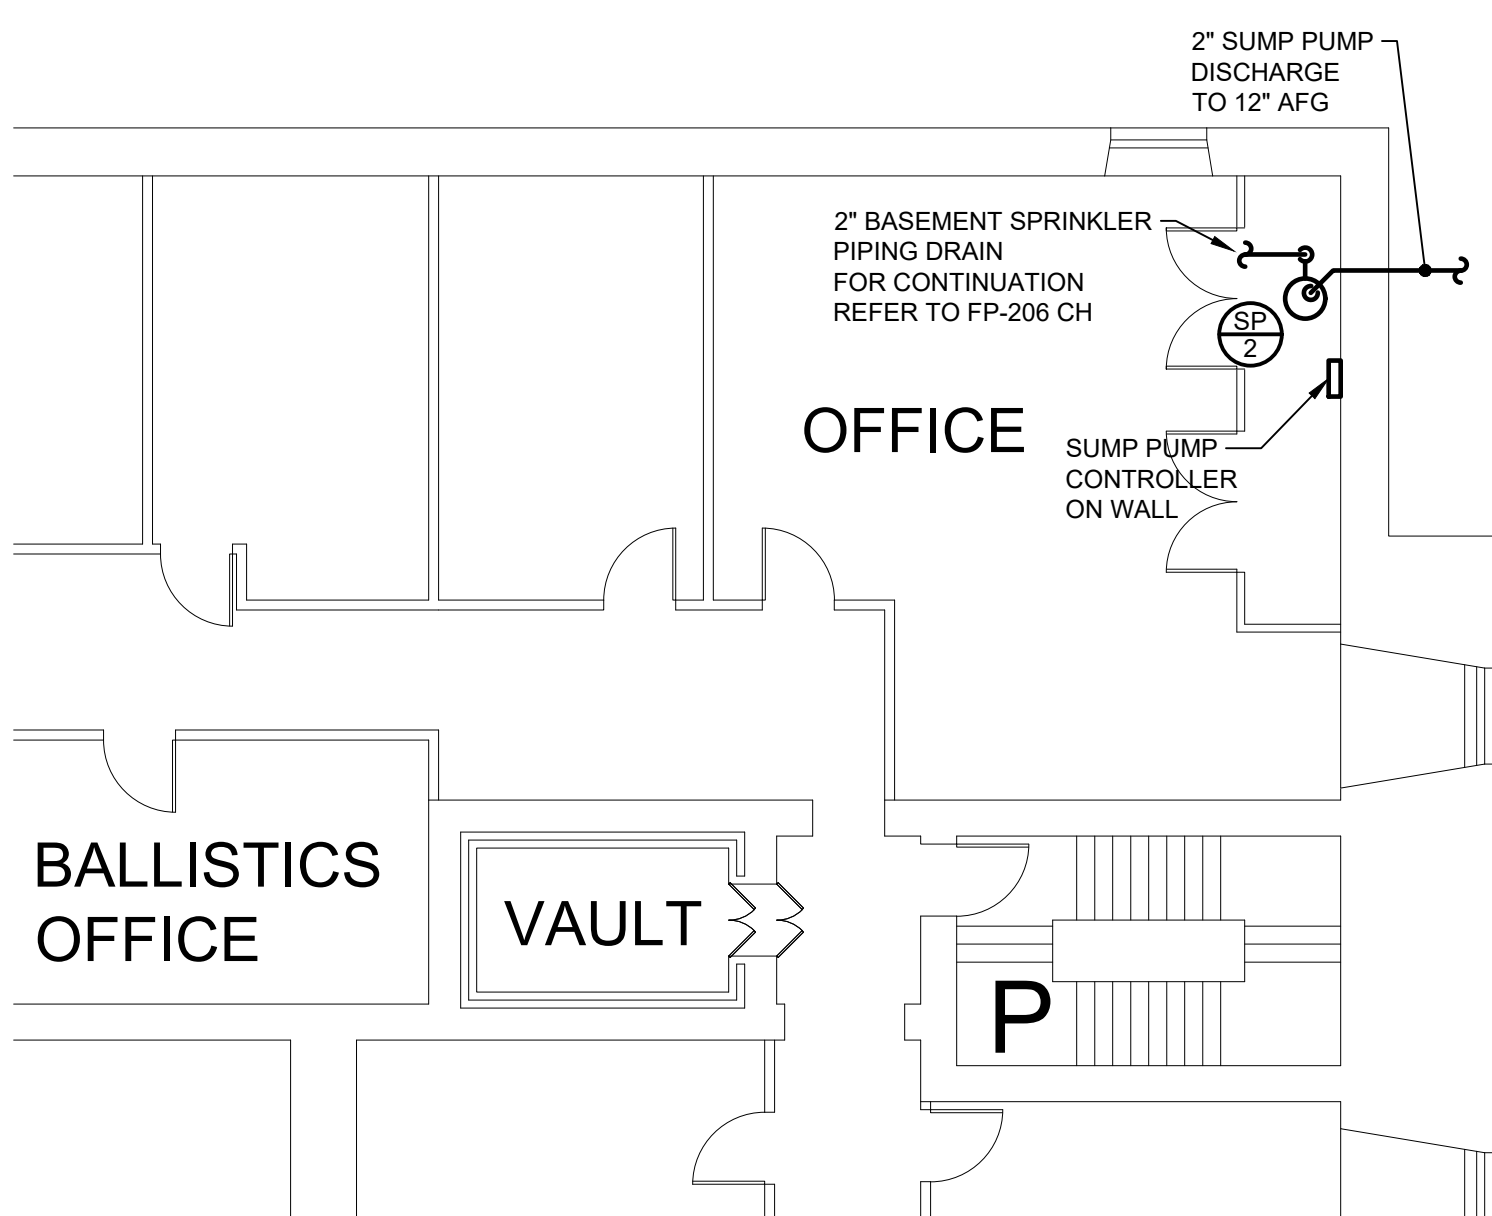 2" SUMP PUMP
DISCHARGE
TO 12" AFG
2" BASEMENT SPRINKLER
PIPING DRAIN
FOR CONTINUATION
REFER TO FP-206 CH
SP
2
OFFICE
SUMP PUMP
CONTROLLER
ON WALL
BALLISTICS
OFFICE
VAULT
P